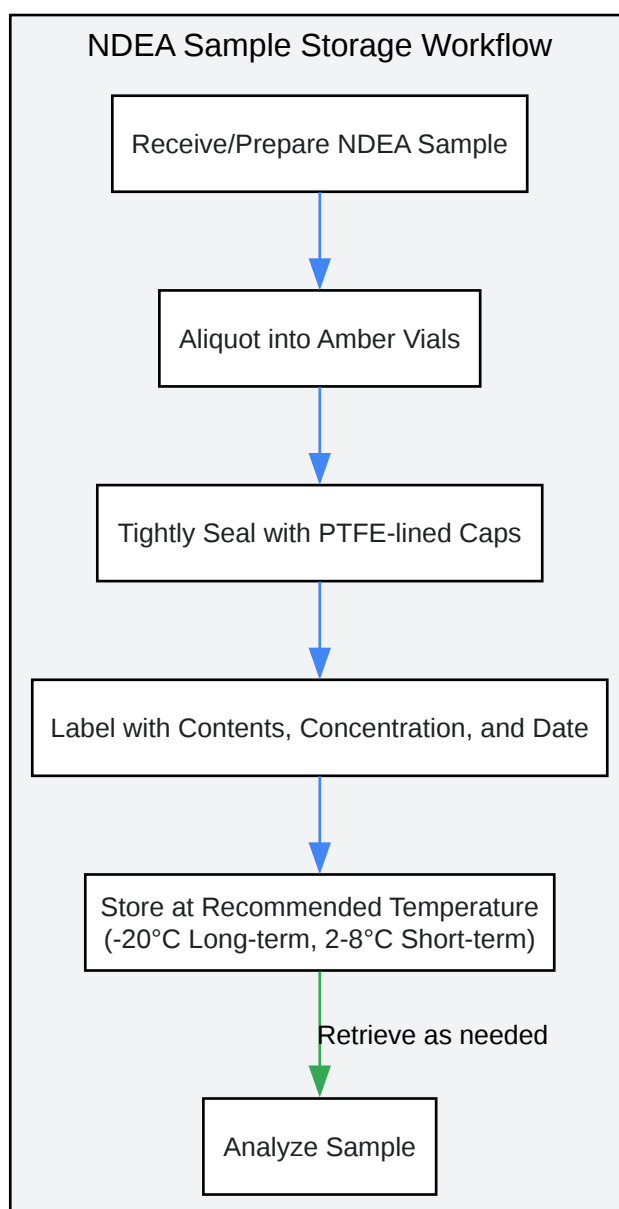 NDEA Sample Storage Workflow
Receive/Prepare NDEA Sample
Aliquot into Amber Vials
Tightly Seal with PTFE-lined Caps
Label with Contents, Concentration, and Date
Store at Recommended Temperature
(-20°C Long-term, 2-8°C Short-term)
Retrieve as needed
Analyze Sample